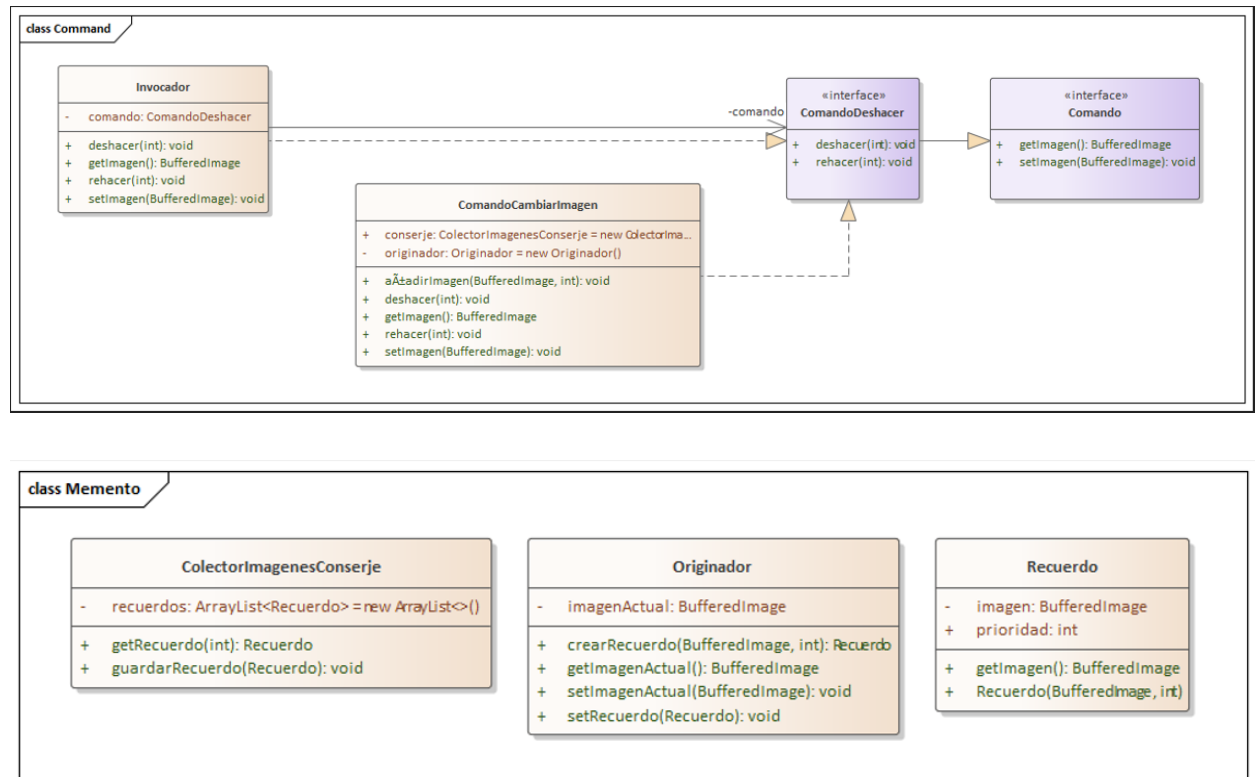 class Command
Invocador
- comando: ComandoDeshacer
+ deshacer(int): void
+ getImagen(): BufferedImage
+ rehacer(int): void
+ setImagen(BufferedImage): void
-comando
«interface»
ComandoDeshacer
+ deshacer(int): void
+ rehacer(int): void
«interface»
Comando
+ getImagen(): BufferedImage
+ setImagen(BufferedImage): void
ComandoCambiarImagen
+ conserje: ColectorImagenesConserje = new ColectorIma...
- originador: Originador = new Originador()
+ añadirImagen(BufferedImage, int): void
+ deshacer(int): void
+ getImagen(): BufferedImage
+ rehacer(int): void
+ setImagen(BufferedImage): void
class Memento
ColectorImagenesConserje
- recuerdos: ArrayList<Recuerdo> = new ArrayList<>()
+ getRecuerdo(int): Recuerdo
+ guardarRecuerdo(Recuerdo): void
Originador
- imagenActual: BufferedImage
+ crearRecuerdo(BufferedImage, int): Recuerdo
+ getImagenActual(): BufferedImage
+ setImagenActual(BufferedImage): void
+ setRecuerdo(Recuerdo): void
Recuerdo
- imagen: BufferedImage
+ prioridad: int
+ getImagen(): BufferedImage
+ Recuerdo(BufferedImage, int)